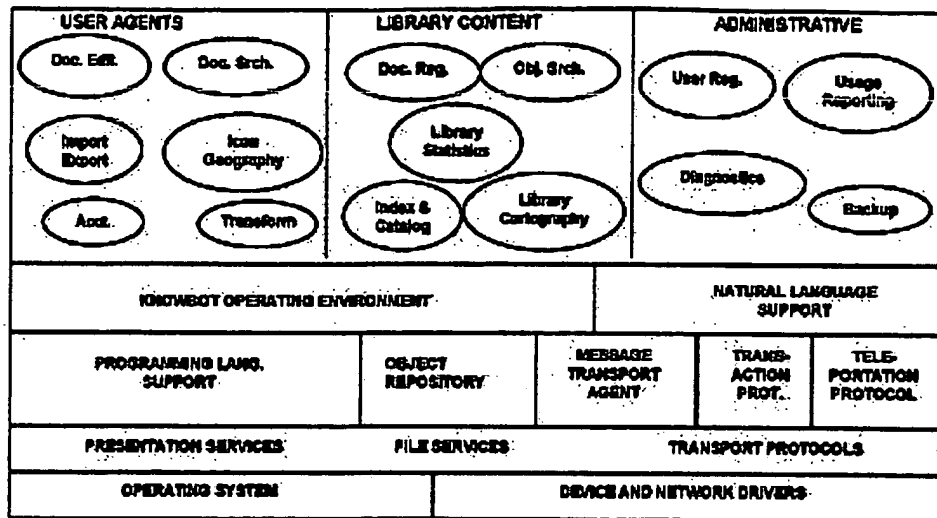 USER AGENTS
LIBRARY CONTENT
ADMINISTRATIVE
Doc. Edit.
Doc. Srch.
Import
Export
Icon
Geography
Acct.
Transform
Doc. Reg.
Obj. Srch.
Library
Statistics
Index &
Catalog
Library
Cartography
User Reg.
Usage
Reporting
Diagnostics
Backup
KNOWBOT OPERATING ENVIRONMENT
NATURAL LANGUAGE
SUPPORT
PROGRAMMING LANG.
SUPPORT
OBJECT
REPOSITORY
MESSAGE
TRANSPORT
AGENT
TRANS-
ACTION
PROT.
TELE-
PORTATION
PROTOCOL
PRESENTATION SERVICES
FILE SERVICES
TRANSPORT PROTOCOLS
OPERATING SYSTEM
DEVICE AND NETWORK DRIVERS